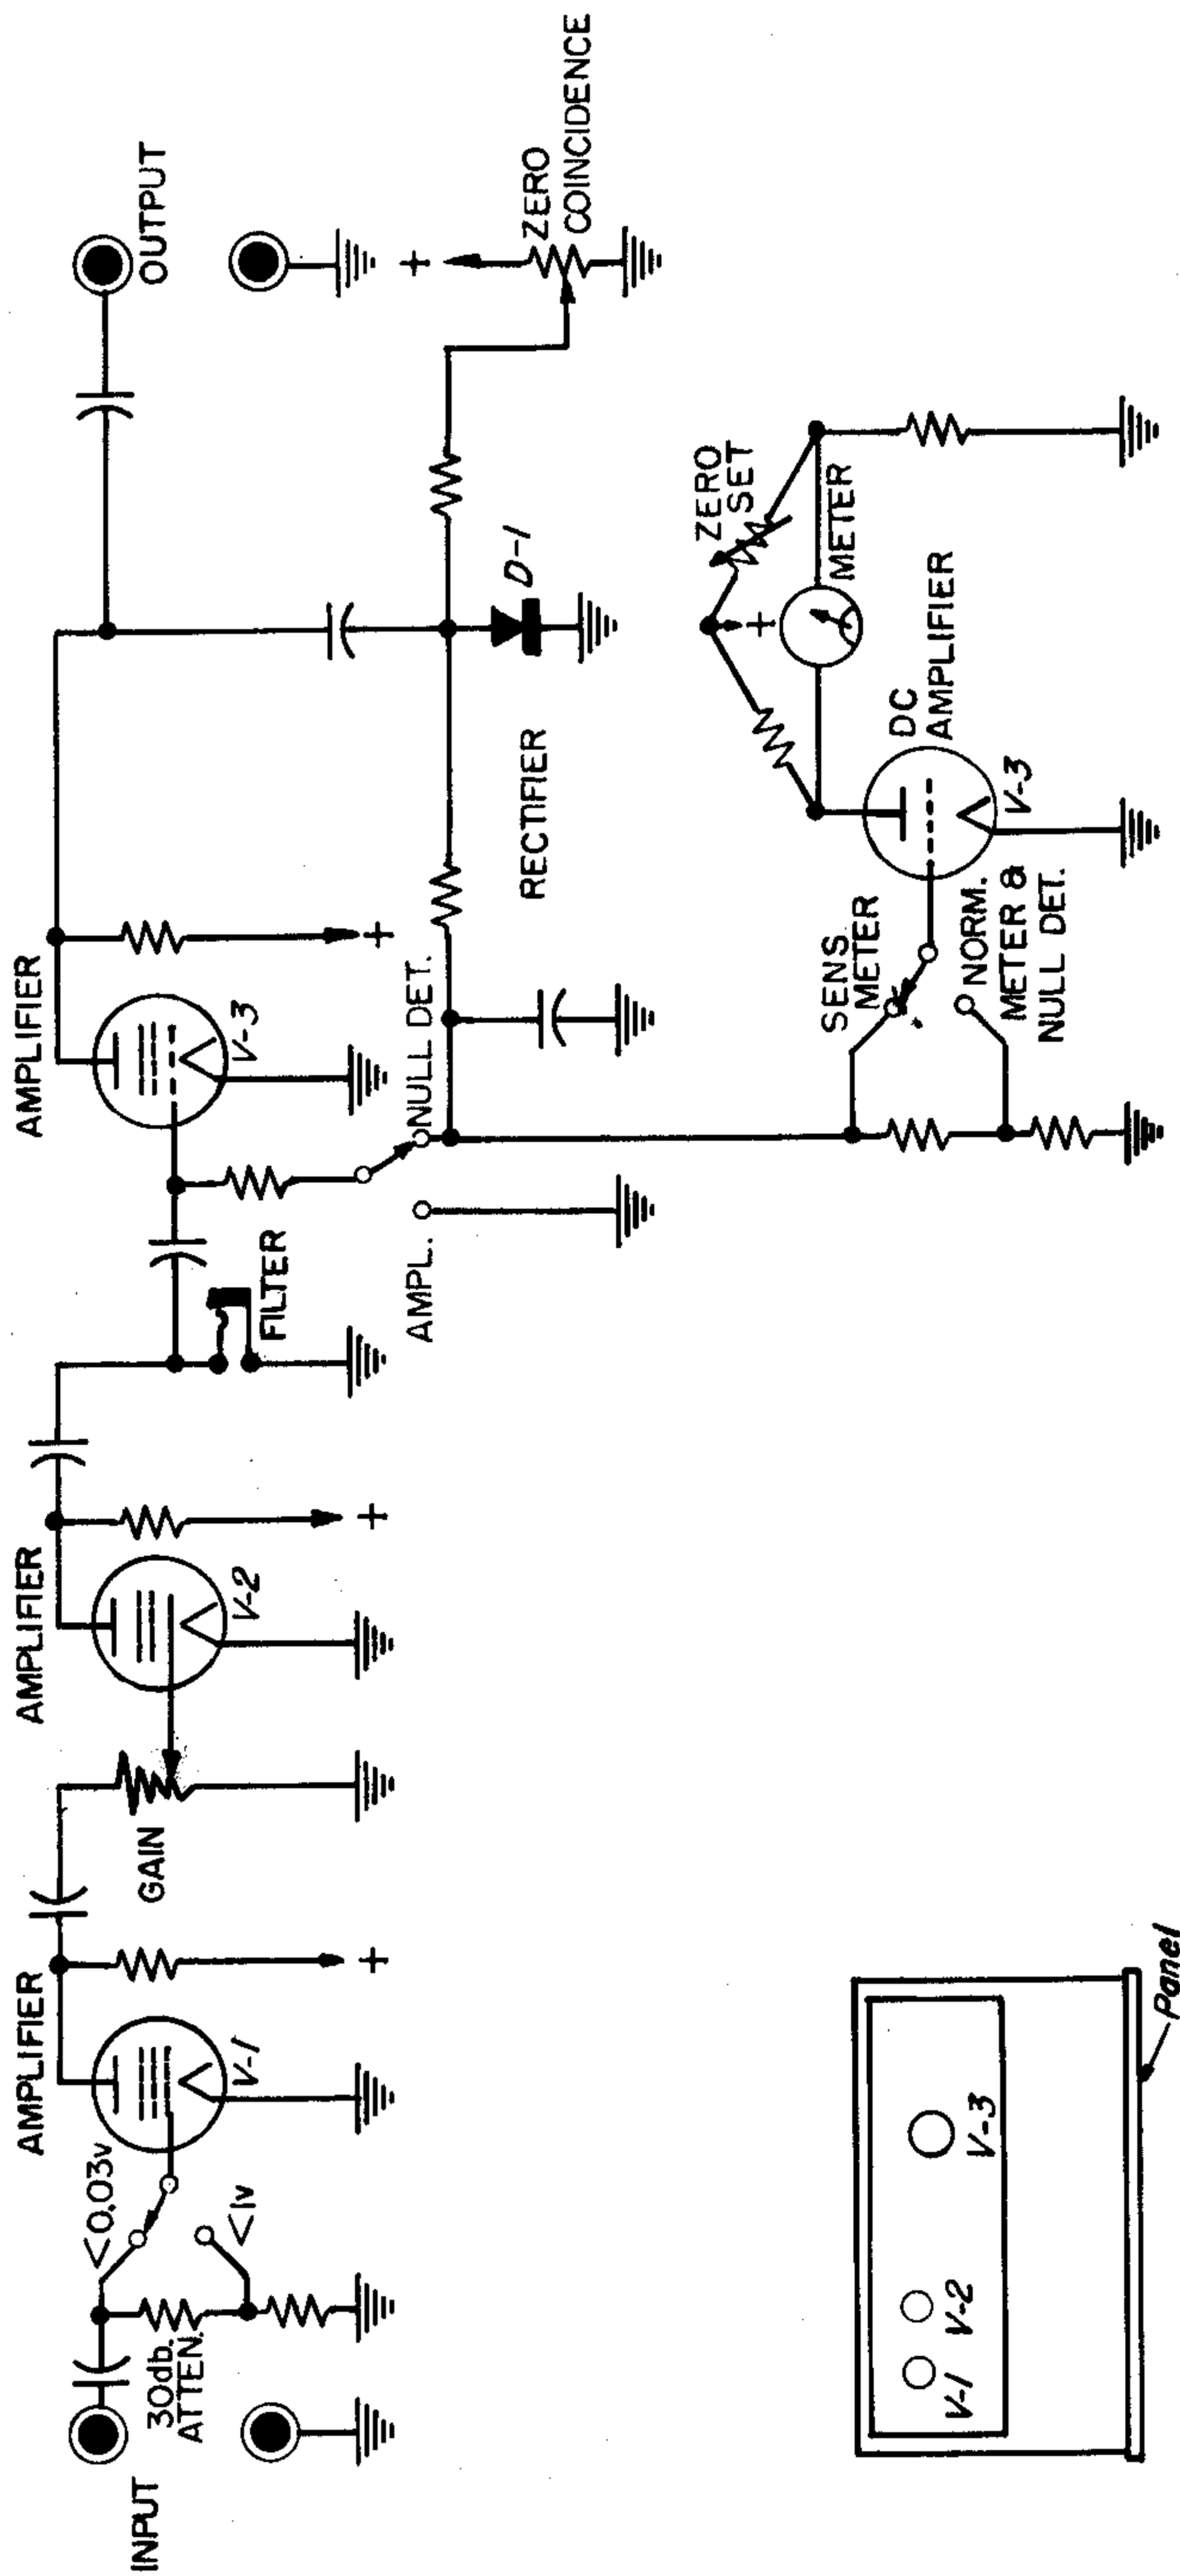 INPUT
30db.
ATTEN.
<0.03v
<1v
AMPLIFIER
V-1
+
GAIN
AMPLIFIER
V-2
+
FILTER
AMPLIFIER
V-3
+
AMPL.
NULL DET.
RECTIFIER
D-1
OUTPUT
+
ZERO
COINCIDENCE
SENS
METER
NORM.
METER &
NULL DET.
DC
AMPLIFIER
V-3
+
METER
ZERO
SET
V-1
V-2
V-3
Panel